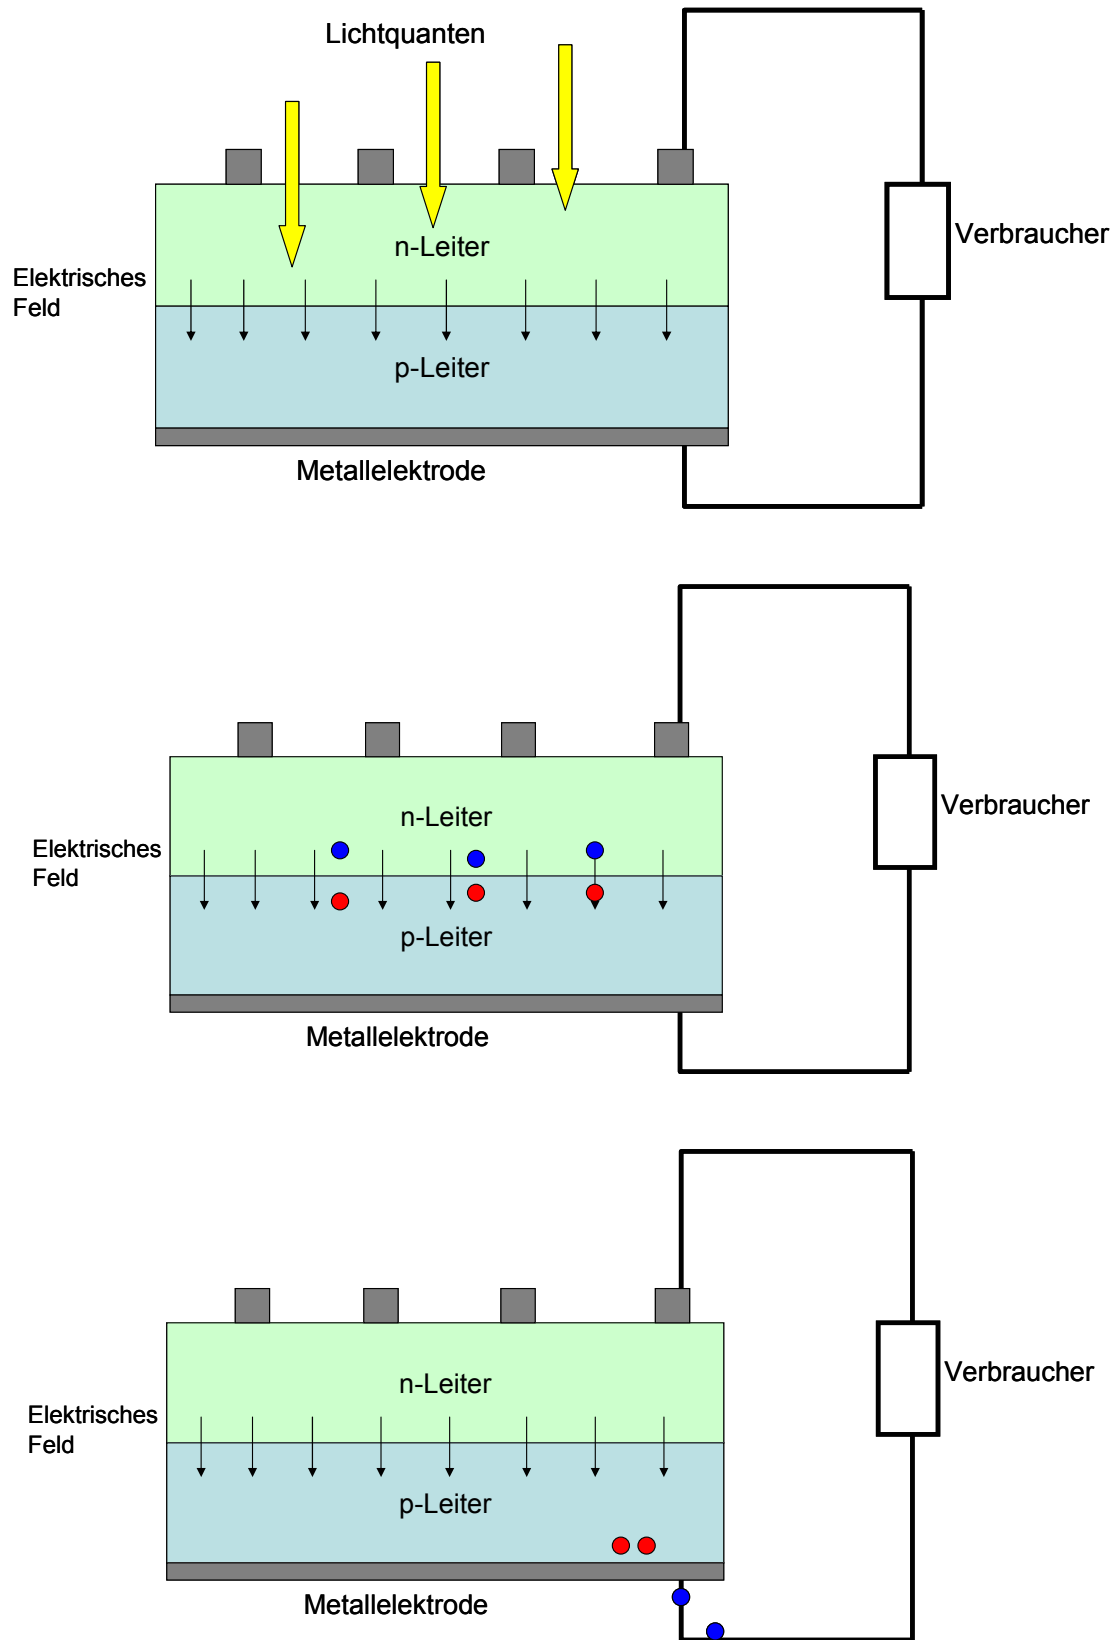 Lichtquanten
n-Leiter
Verbraucher
Elektrisches
Feld
p-Leiter
Metallelektrode
n-Leiter
Verbraucher
Elektrisches
Feld
p-Leiter
Metallelektrode
n-Leiter
Verbraucher
Elektrisches
Feld
p-Leiter
Metallelektrode